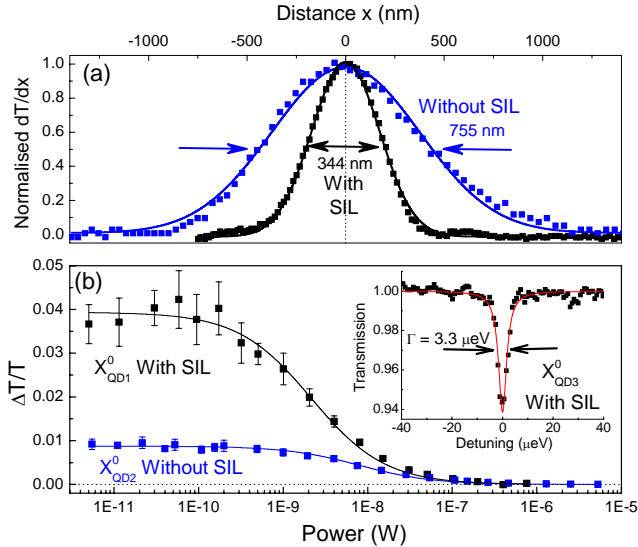 Distance x (nm)
-1000 -500 0 500 1000
(a)
Normalised dT/dx
1.0
0.8
0.6
0.4
0.2
0.0
Without SIL
755 nm
344 nm
With
SIL
(b)
ΔT/T
0.05
0.04
0.03
0.02
0.01
0.00
X⁰QD1 With SIL
X⁰QD2 Without SIL
Transmission
1.00
0.98
0.96
0.94
Γ = 3.3 μeV
X⁰QD3
With SIL
-40 -20 0 20 40
Detuning (μeV)
1E-11 1E-10 1E-9 1E-8 1E-7 1E-6 1E-5
Power (W)